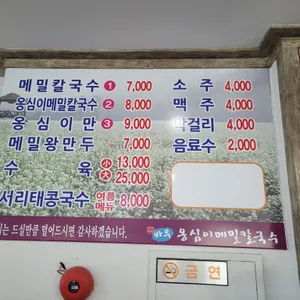 메밀칼국수 1 7,000
옹심이메밀칼국수 2 8,000
옹심이만 3 9,000
메밀왕만두 7,000
수육 小 13,000
大 25,000
서리태콩국수 여름메뉴 8,000
소주 4,000
맥주 4,000
막걸리 4,000
음료수 2,000
는 드실만큼 덜어드시면 감사하겠습니다.
옹심이메밀칼국수
금연